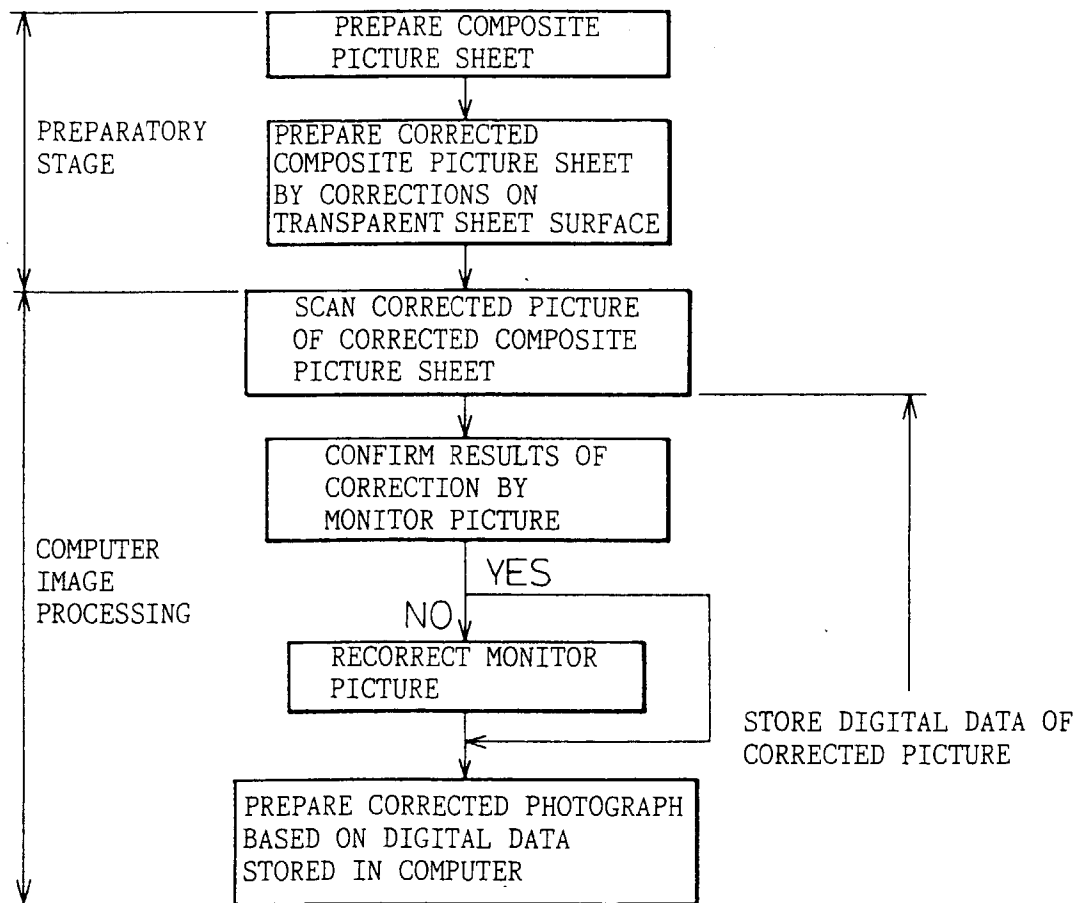 PREPARE COMPOSITE
PICTURE SHEET
PREPARATORY
STAGE
PREPARE CORRECTED
COMPOSITE PICTURE SHEET
BY CORRECTIONS ON
TRANSPARENT SHEET SURFACE
SCAN CORRECTED PICTURE
OF CORRECTED COMPOSITE
PICTURE SHEET
CONFIRM RESULTS OF
CORRECTION BY
MONITOR PICTURE
COMPUTER
IMAGE
PROCESSING
YES
NO
RECORRECT MONITOR
PICTURE
STORE DIGITAL DATA OF
CORRECTED PICTURE
PREPARE CORRECTED PHOTOGRAPH
BASED ON DIGITAL DATA
STORED IN COMPUTER